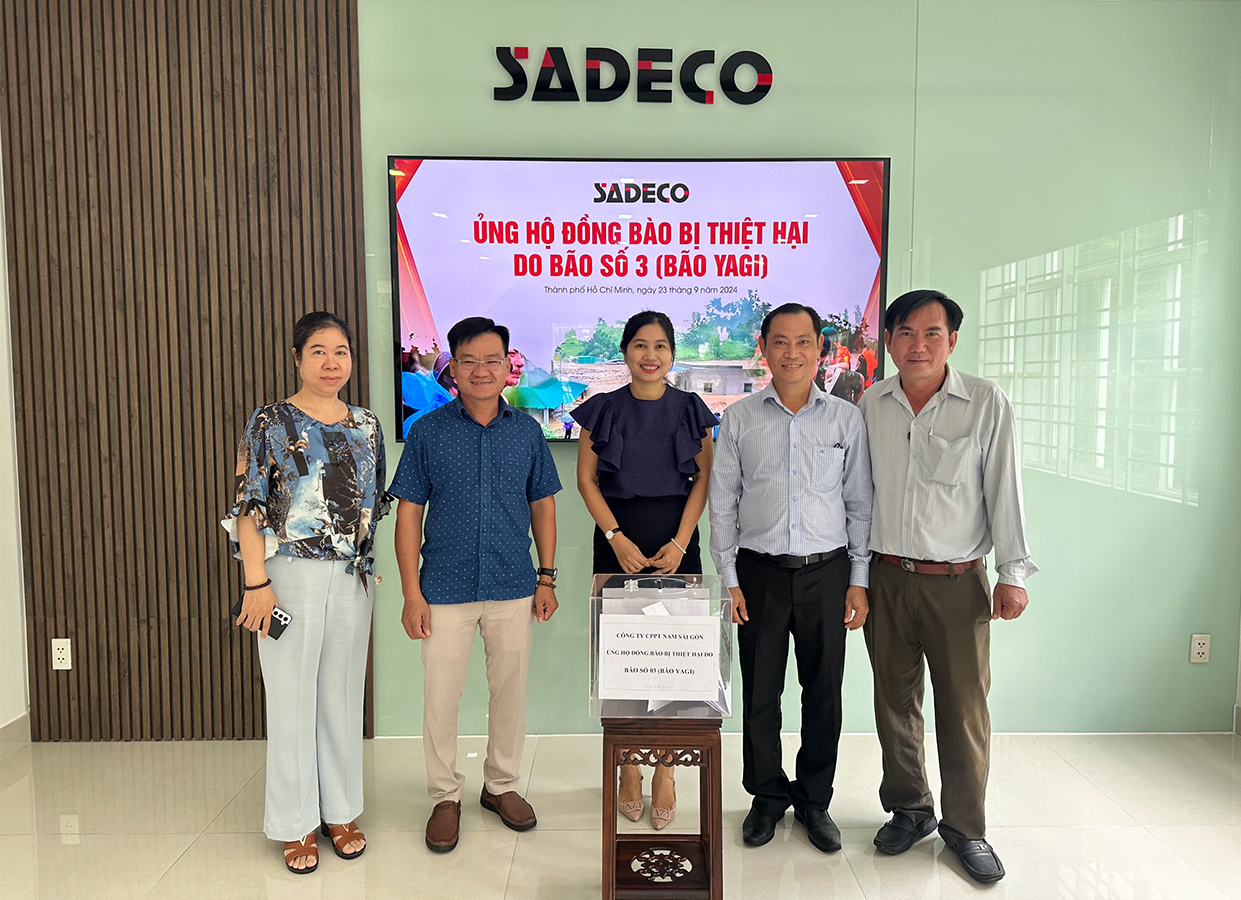 SADECO
SADECO
ỦNG HỘ ĐỒNG BÀO BỊ THIỆT HẠI
DO BÃO SỐ 3 (BÃO YAGI)
Thành phố Hồ Chí Minh, ngày 23 tháng 9 năm 2024
CÔNG TY CPPT NAM SÀI GÒN
ỦNG HỘ ĐỒNG BÀO BỊ THIỆT HẠI DO
BÃO SỐ 03 (BÃO YAGI)